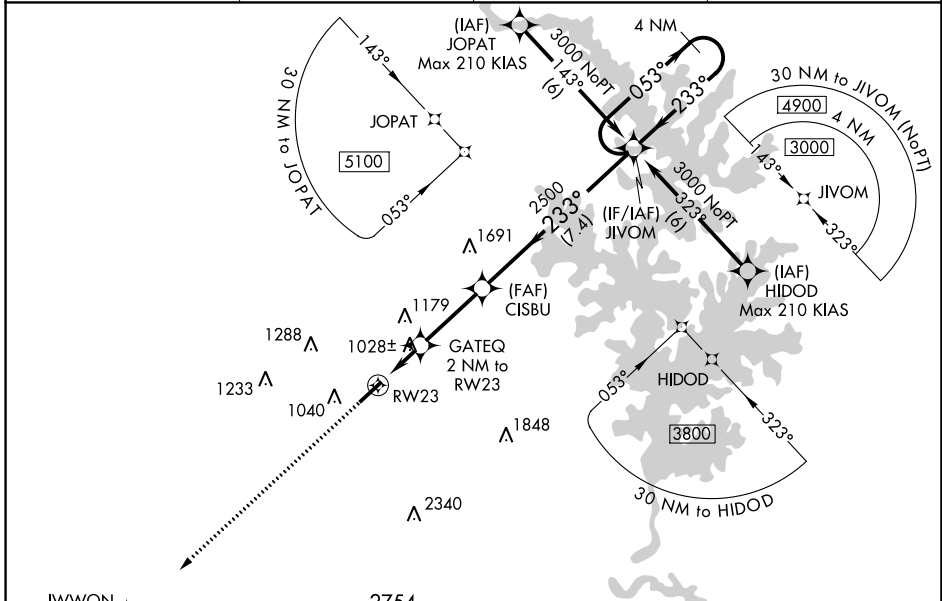 (IAF)
JOPAT
Max 210 KIAS
3000 NoPT
143°
(6)
4 NM
053°
233°
30 NM to JOPAT
143°
JOPAT
5100
053°
30 NM to JIVOM (NoPT)
4900
4 NM
3000
143°
JIVOM
323°
2500
233°
(7.4)
(IF/IAF)
JIVOM
3000 NoPT
323°
(6)
(IAF)
HIDOD
Max 210 KIAS
1691
(FAF)
CISBU
1179
1288
1028±
GATEQ
2 NM to
RW23
1233
1040
RW23
1848
2340
053°
HIDOD
323°
3800
30 NM to HIDOD